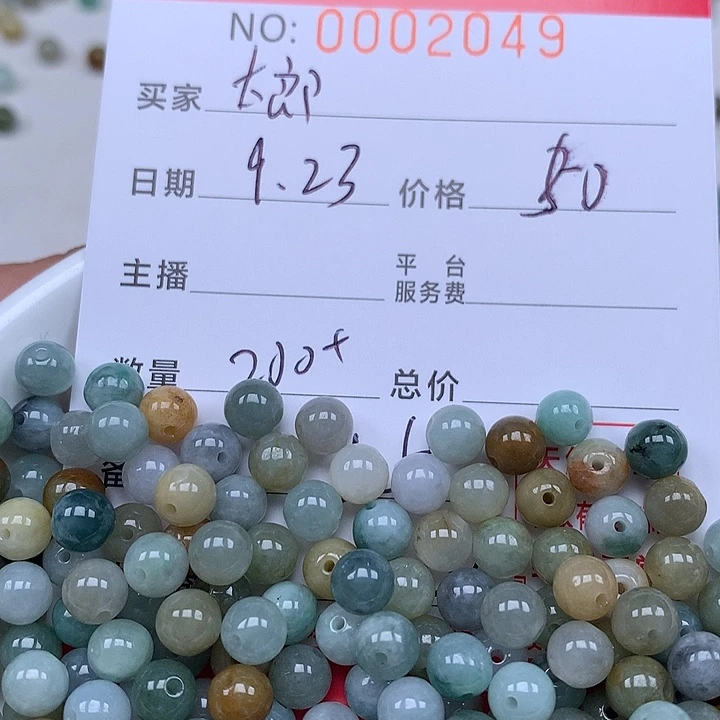 NO: 0002049
买家 太郎
日期 9.23 价格 50
主播 平台服务费
数量 200+ 总价